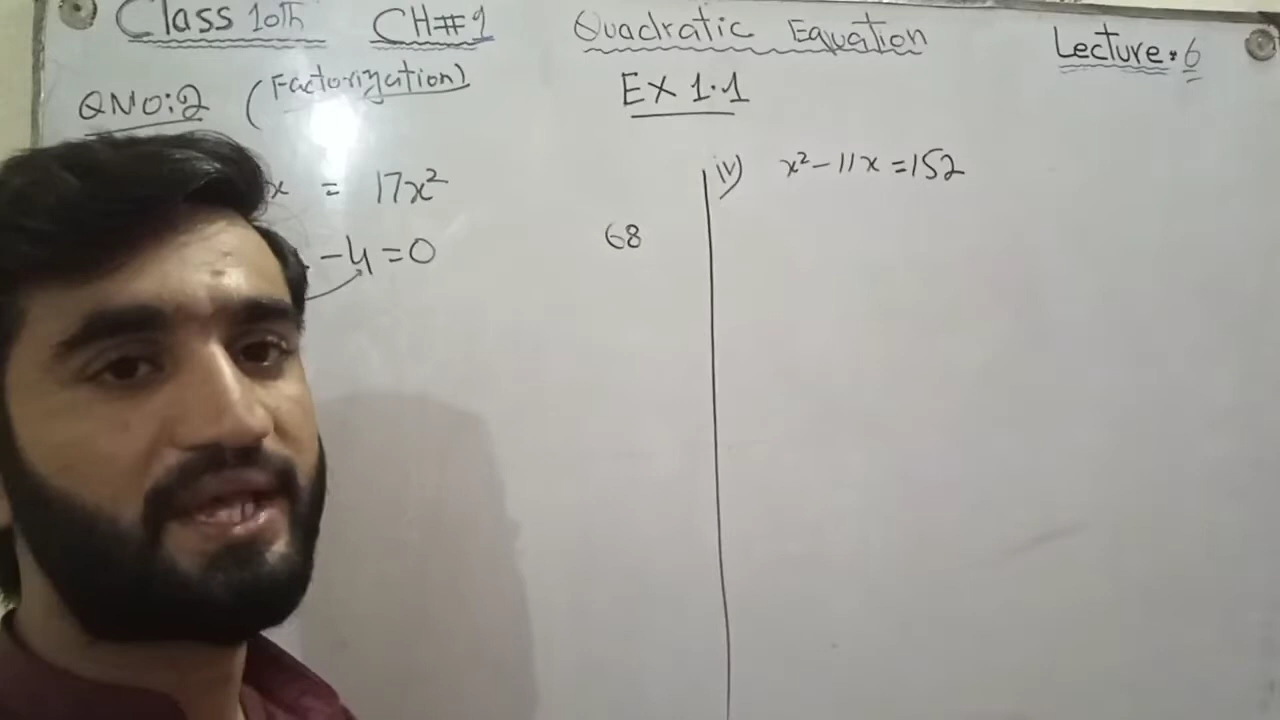 Class 10th CH#1 Quadratic Equation Lecture:6
QNO:2 (Factorization) EX 1.1
x = 17x²
-4=0
68
iv) x²-11x=152